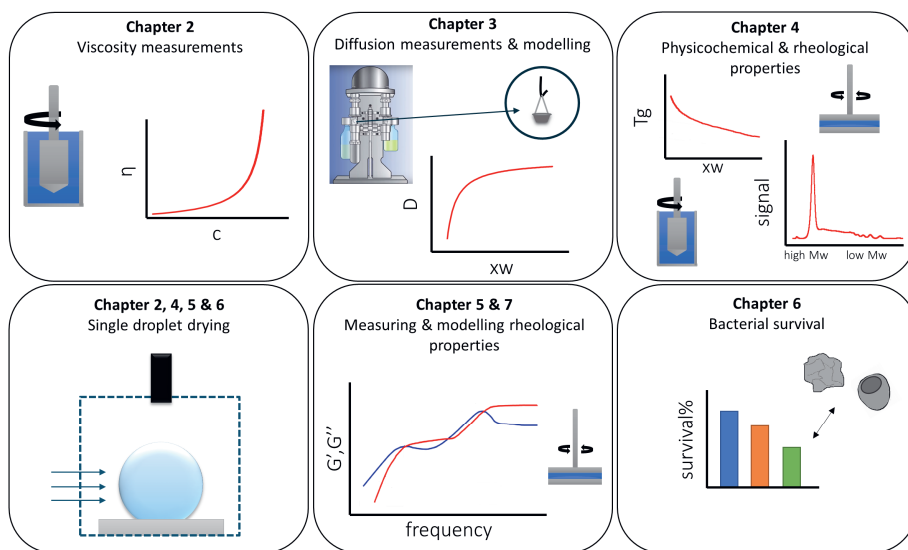 Chapter 2
Viscosity measurements
η
C
Chapter 3
Diffusion measurements & modelling
D
XW
Chapter 4
Physicochemical & rheological
properties
Tg
XW
signal
high Mw low Mw
Chapter 2, 4, 5 & 6
Single droplet drying
Chapter 5 & 7
Measuring & modelling rheological
properties
G',G''
frequency
Chapter 6
Bacterial survival
survival%